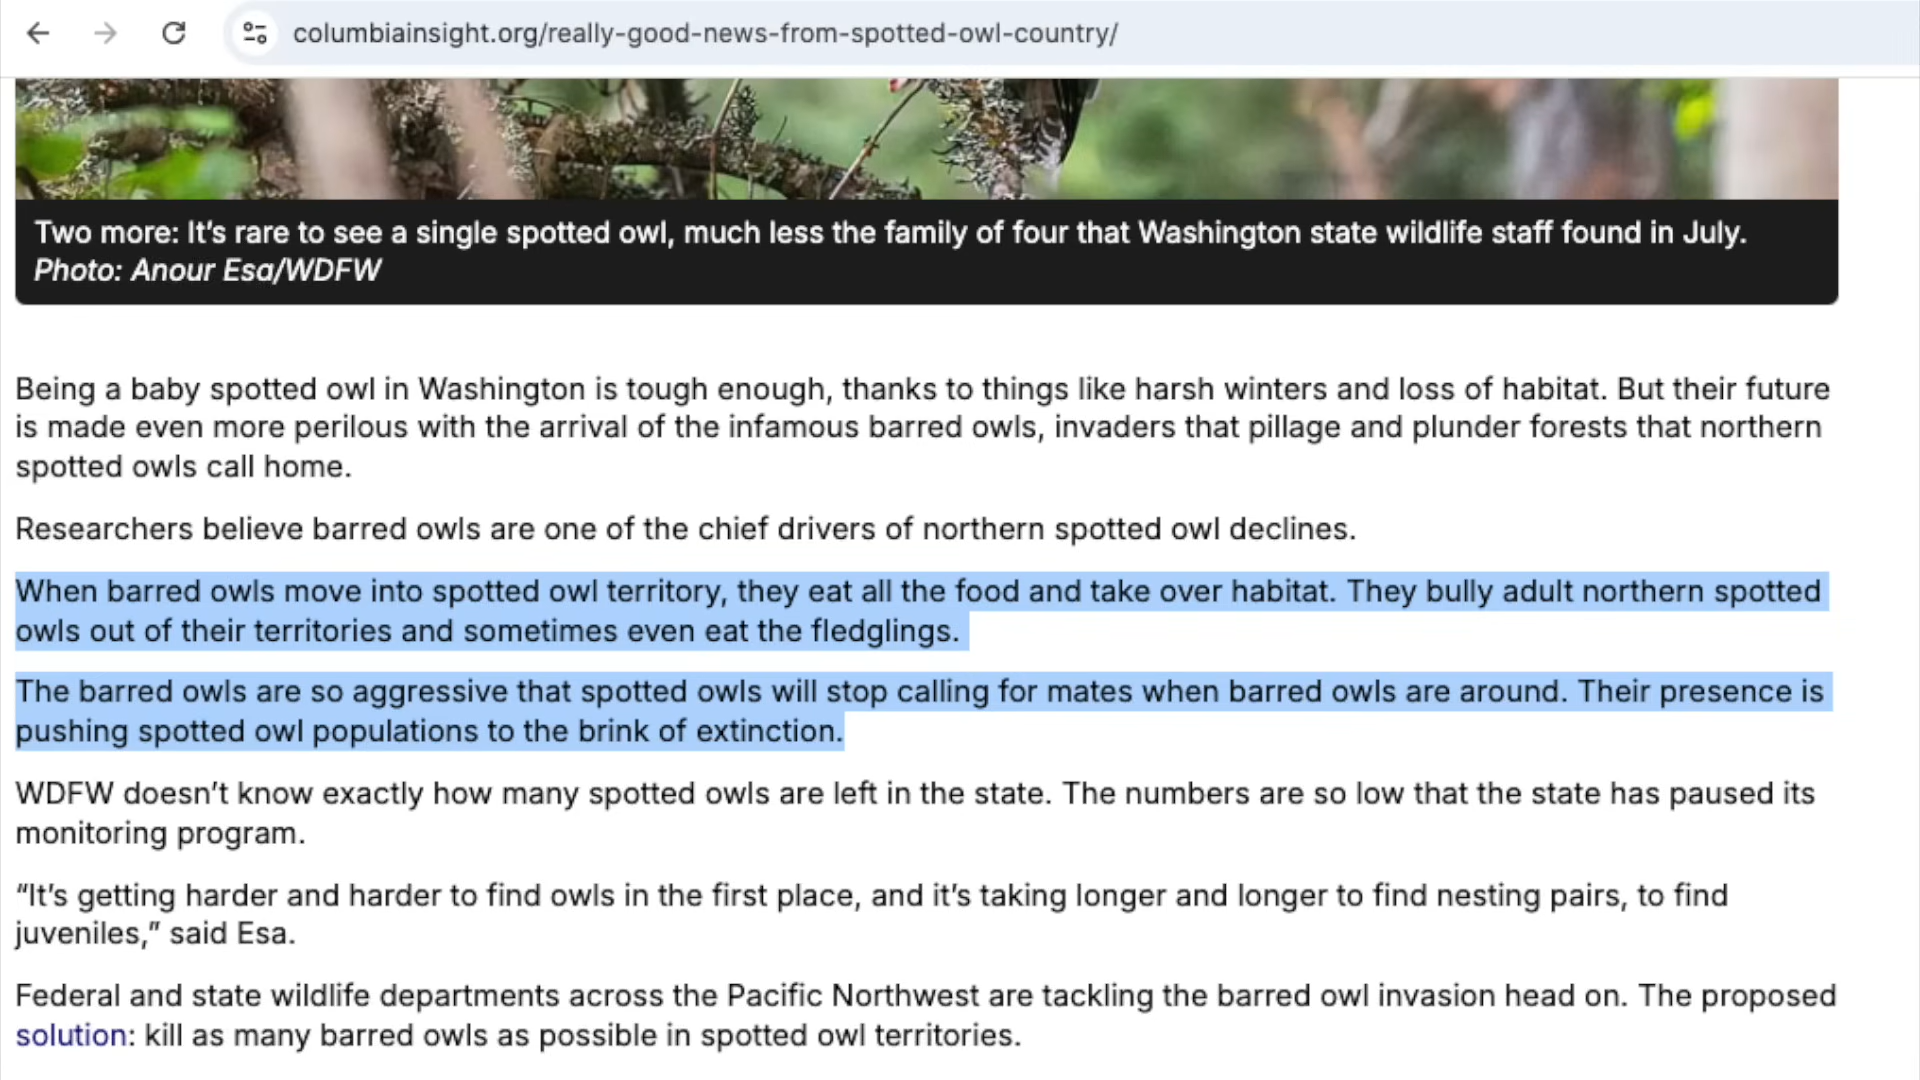 columbiainsight.org/really-good-news-from-spotted-owl-country/
Two more: It's rare to see a single spotted owl, much less the family of four that Washington state wildlife staff found in July.
Photo: Anour Esa/WDFW
Being a baby spotted owl in Washington is tough enough, thanks to things like harsh winters and loss of habitat. But their future
is made even more perilous with the arrival of the infamous barred owls, invaders that pillage and plunder forests that northern
spotted owls call home.
Researchers believe barred owls are one of the chief drivers of northern spotted owl declines.
When barred owls move into spotted owl territory, they eat all the food and take over habitat. They bully adult northern spotted
owls out of their territories and sometimes even eat the fledglings.
The barred owls are so aggressive that spotted owls will stop calling for mates when barred owls are around. Their presence is
pushing spotted owl populations to the brink of extinction.
WDFW doesn't know exactly how many spotted owls are left in the state. The numbers are so low that the state has paused its
monitoring program.
“It's getting harder and harder to find owls in the first place, and it's taking longer and longer to find nesting pairs, to find
juveniles,” said Esa.
Federal and state wildlife departments across the Pacific Northwest are tackling the barred owl invasion head on. The proposed
solution: kill as many barred owls as possible in spotted owl territories.